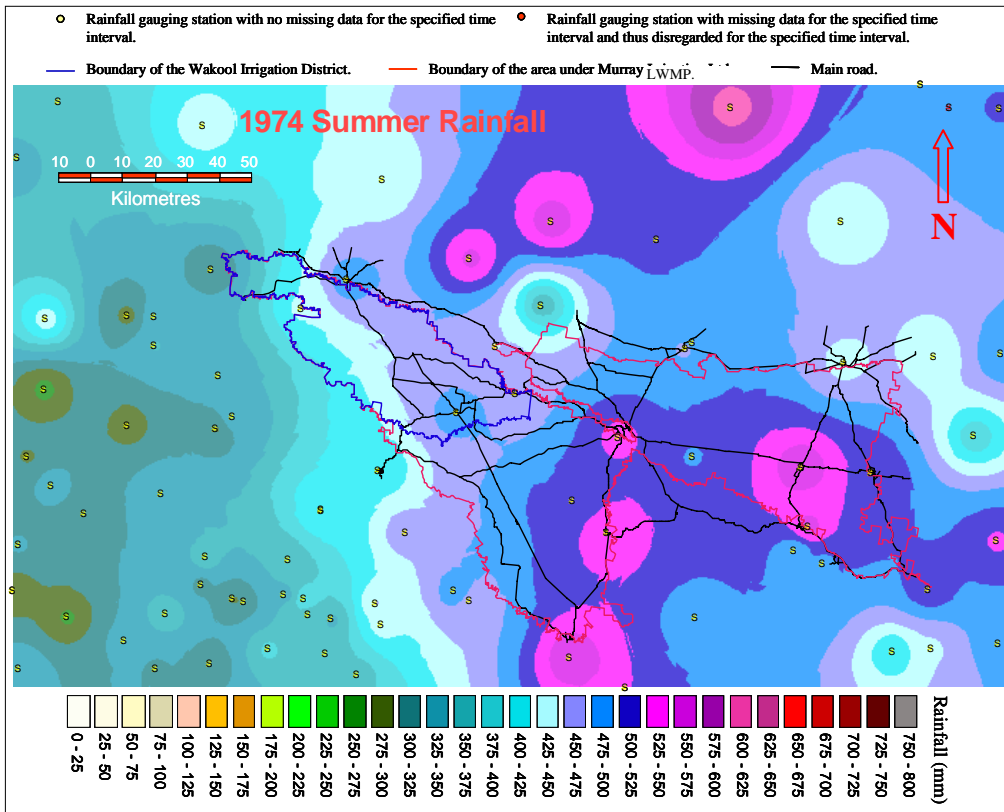 Rainfall gauging station with no missing data for the specified time
interval.
Rainfall gauging station with missing data for the specified time
interval and thus disregarded for the specified time interval.
Boundary of the Wakool Irrigation District.
Boundary of the area under Murray LWMP.
Main road.
1974 Summer Rainfall
10 0 10 20 30 40 50
Kilometres
N
0 - 25
25 - 50
50 - 75
75 - 100
100 - 125
125 - 150
150 - 175
175 - 200
200 - 225
225 - 250
250 - 275
275 - 300
300 - 325
325 - 350
350 - 375
375 - 400
400 - 425
425 - 450
450 - 475
475 - 500
500 - 525
525 - 550
550 - 575
575 - 600
600 - 625
625 - 650
650 - 675
675 - 700
700 - 725
725 - 750
750 - 800
Rainfall (mm)